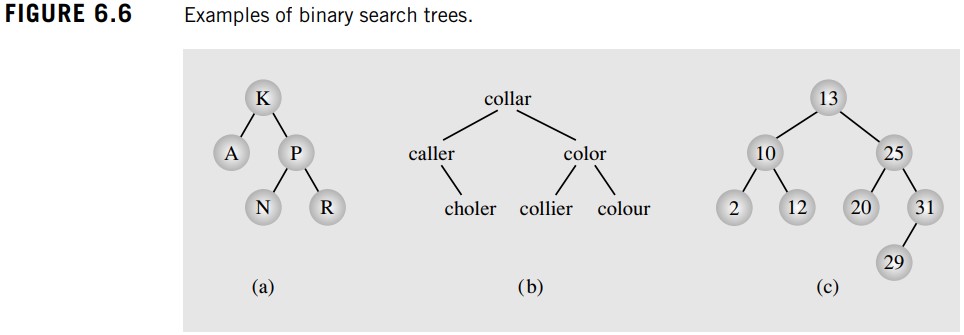 FIGURE 6.6 Examples of binary search trees.
K collar 13
A P caller color 10 25
N R choler collier colour 2 12 20 31
29
(a) (b) (c)